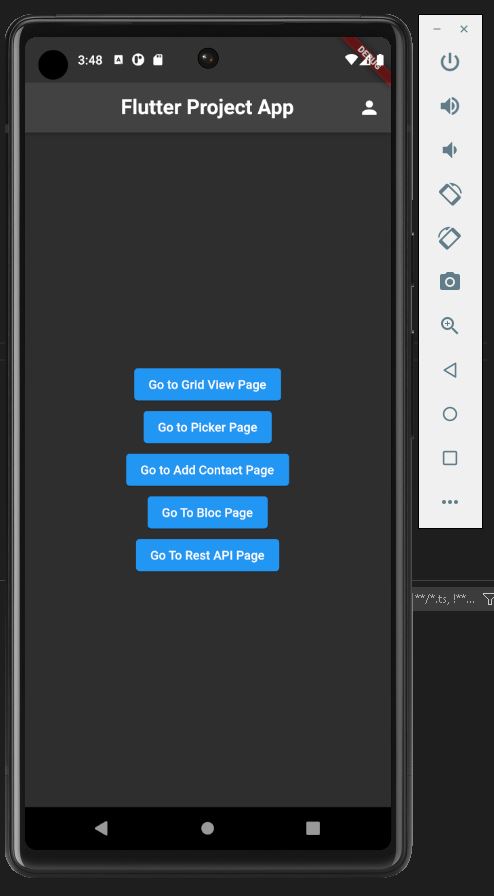 3:48
DEBUG
Flutter Project App
Go to Grid View Page
Go to Picker Page
Go to Add Contact Page
Go To Bloc Page
Go To Rest API Page
**/*.ts, !**...